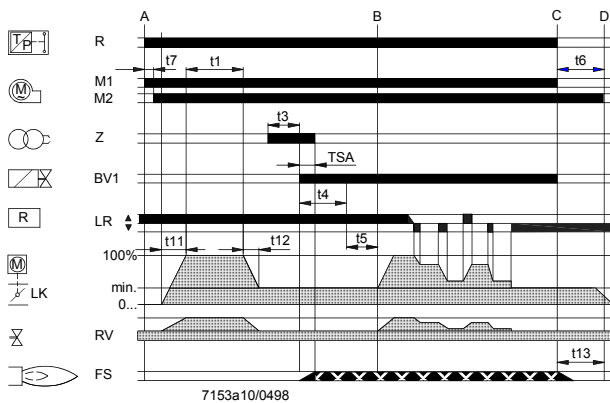 A B C D
T P R
t7 t1 t6
M M1
M2
t3
Z
TSA
BV1
t4
R LR
t11 t12 t5
M 100%
LK min.
0...
RV
t13
FS
7153a10/0498